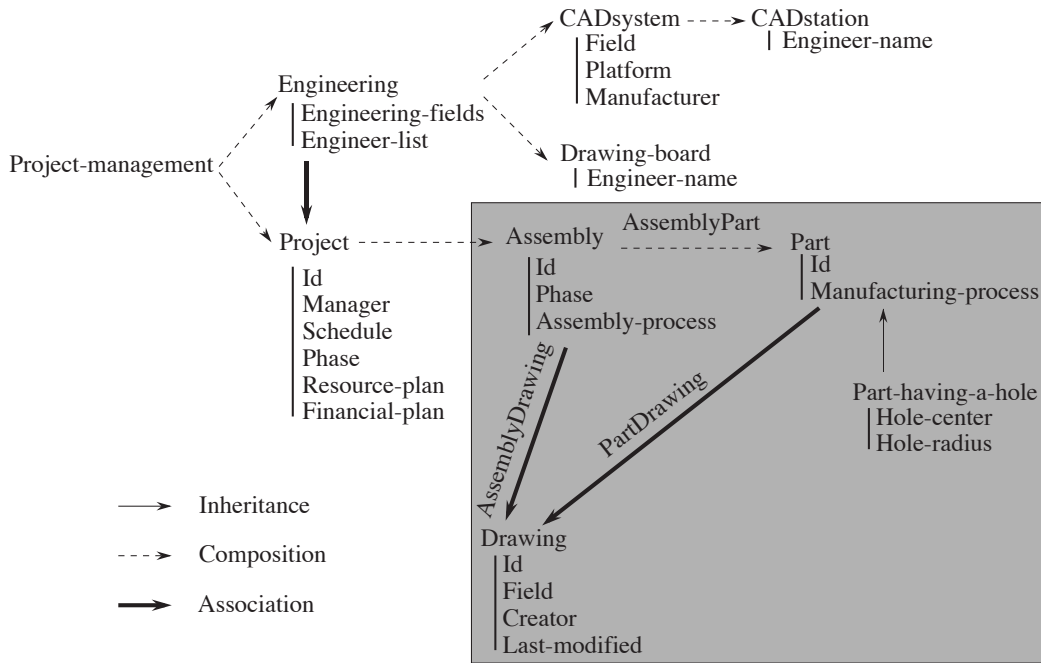 CADsystem
Field
Platform
Manufacturer
CADstation
Engineer-name
Engineering
Engineering-fields
Engineer-list
Project-management
Drawing-board
Engineer-name
Project
Id
Manager
Schedule
Phase
Resource-plan
Financial-plan
Assembly
Id
Phase
Assembly-process
AssemblyPart
Part
Id
Manufacturing-process
AssemblyDrawing
PartDrawing
Part-having-a-hole
Hole-center
Hole-radius
Drawing
Id
Field
Creator
Last-modified
Inheritance
Composition
Association